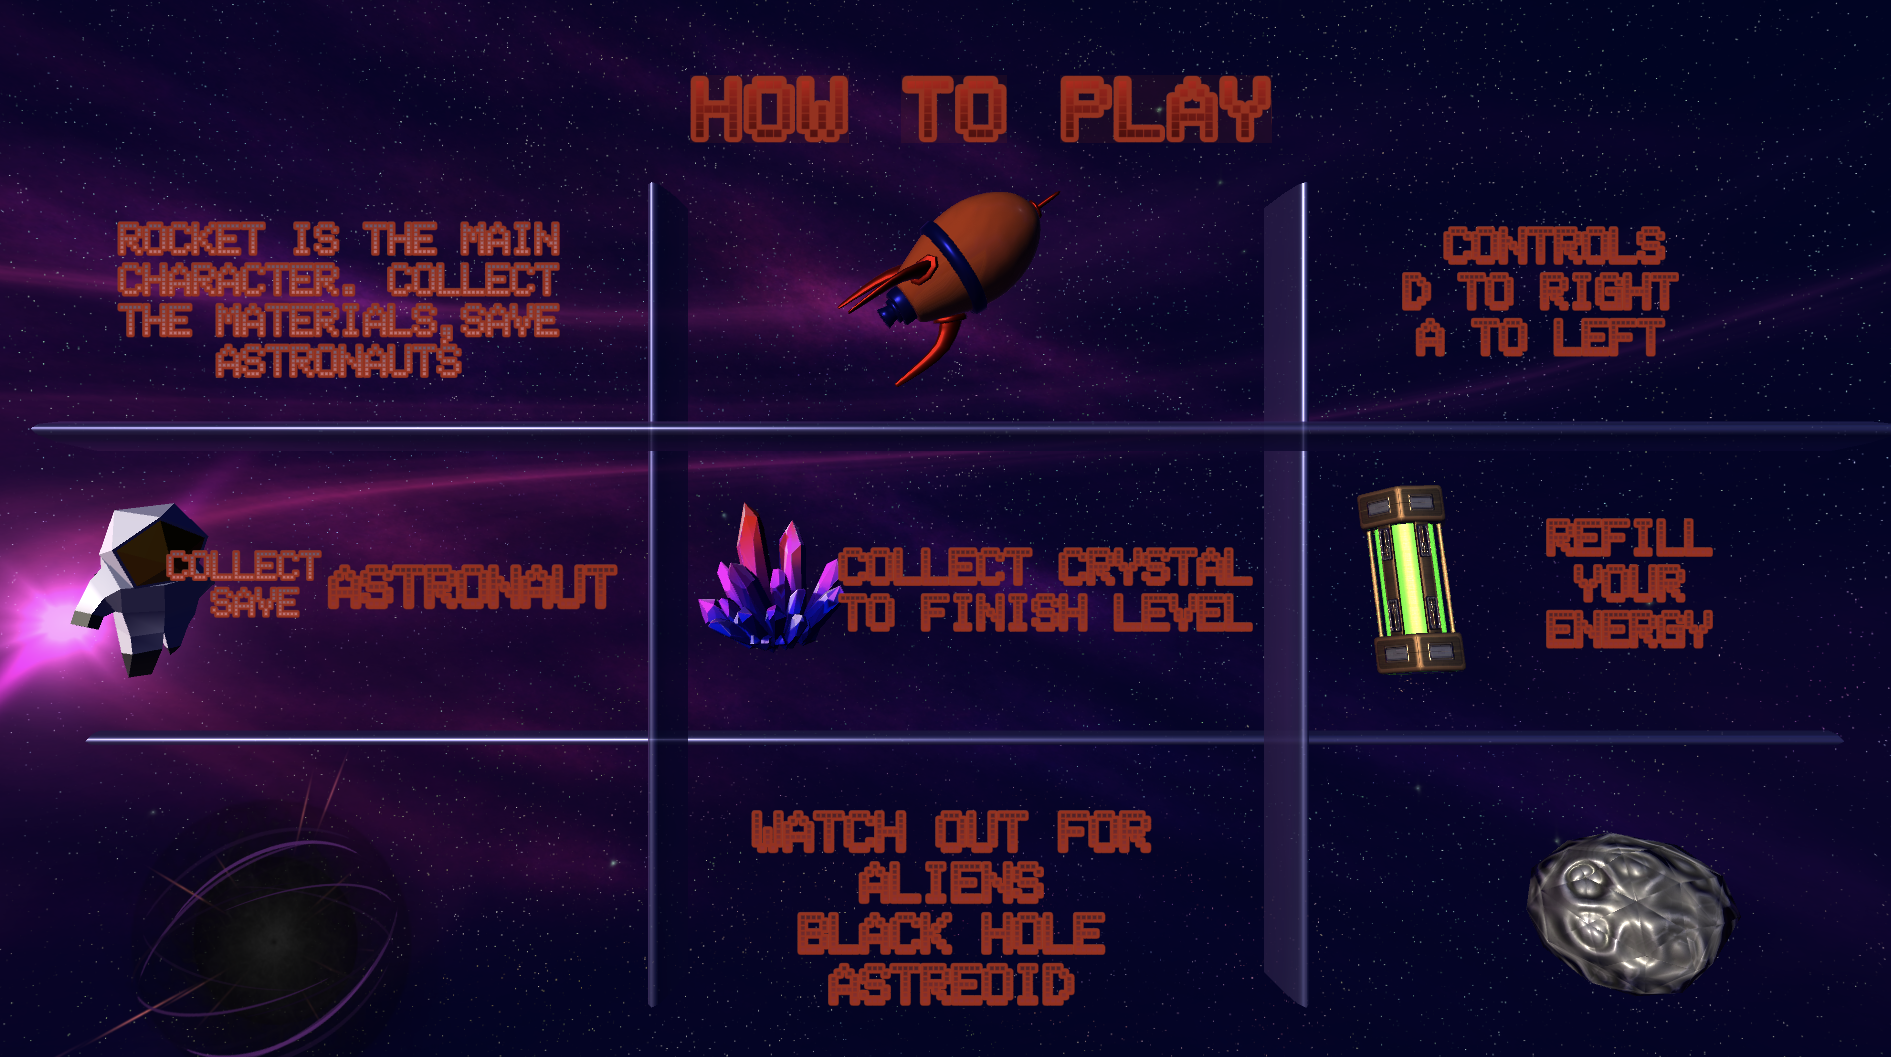 HOW TO PLAY
ROCKET IS THE MAIN
CHARACTER. COLLECT
THE MATERIALS,SAVE
ASTRONAUTS
CONTROLS
D TO RIGHT
A TO LEFT
COLLECT
SAVE
ASTRONAUT
COLLECT CRYSTAL
TO FINISH LEVEL
REFILL
YOUR
ENERGY
WATCH OUT FOR
ALIENS
BLACK HOLE
ASTREOID